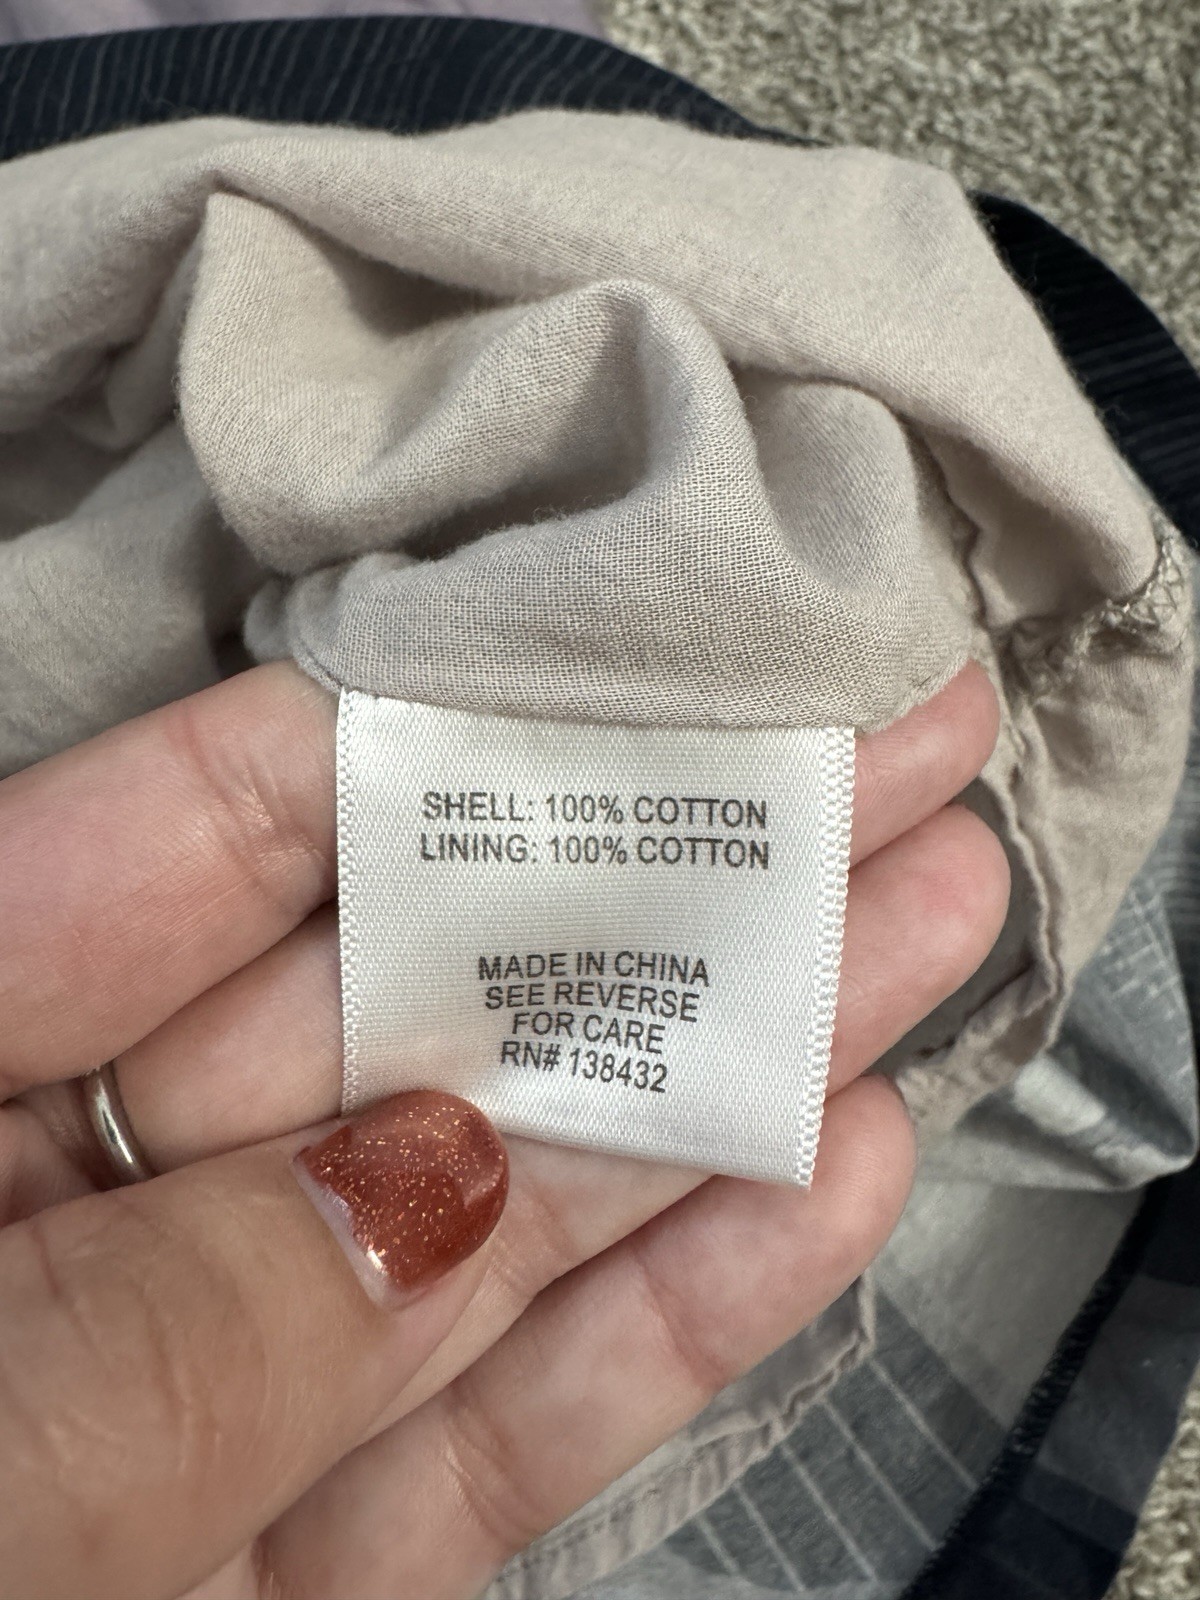 SHELL: 100% COTTON
LINING: 100% COTTON
MADE IN CHINA
SEE REVERSE
FOR CARE
RN# 138432